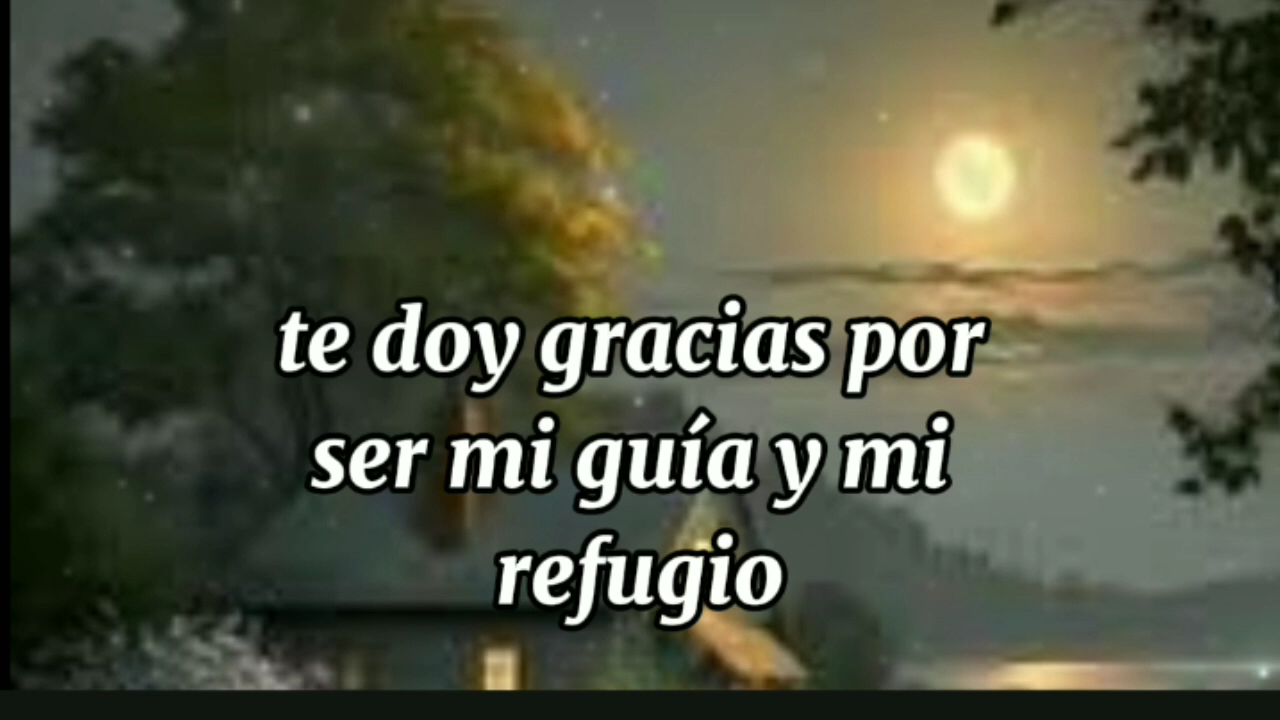 te doy gracias por
ser mi guía y mi
refugio